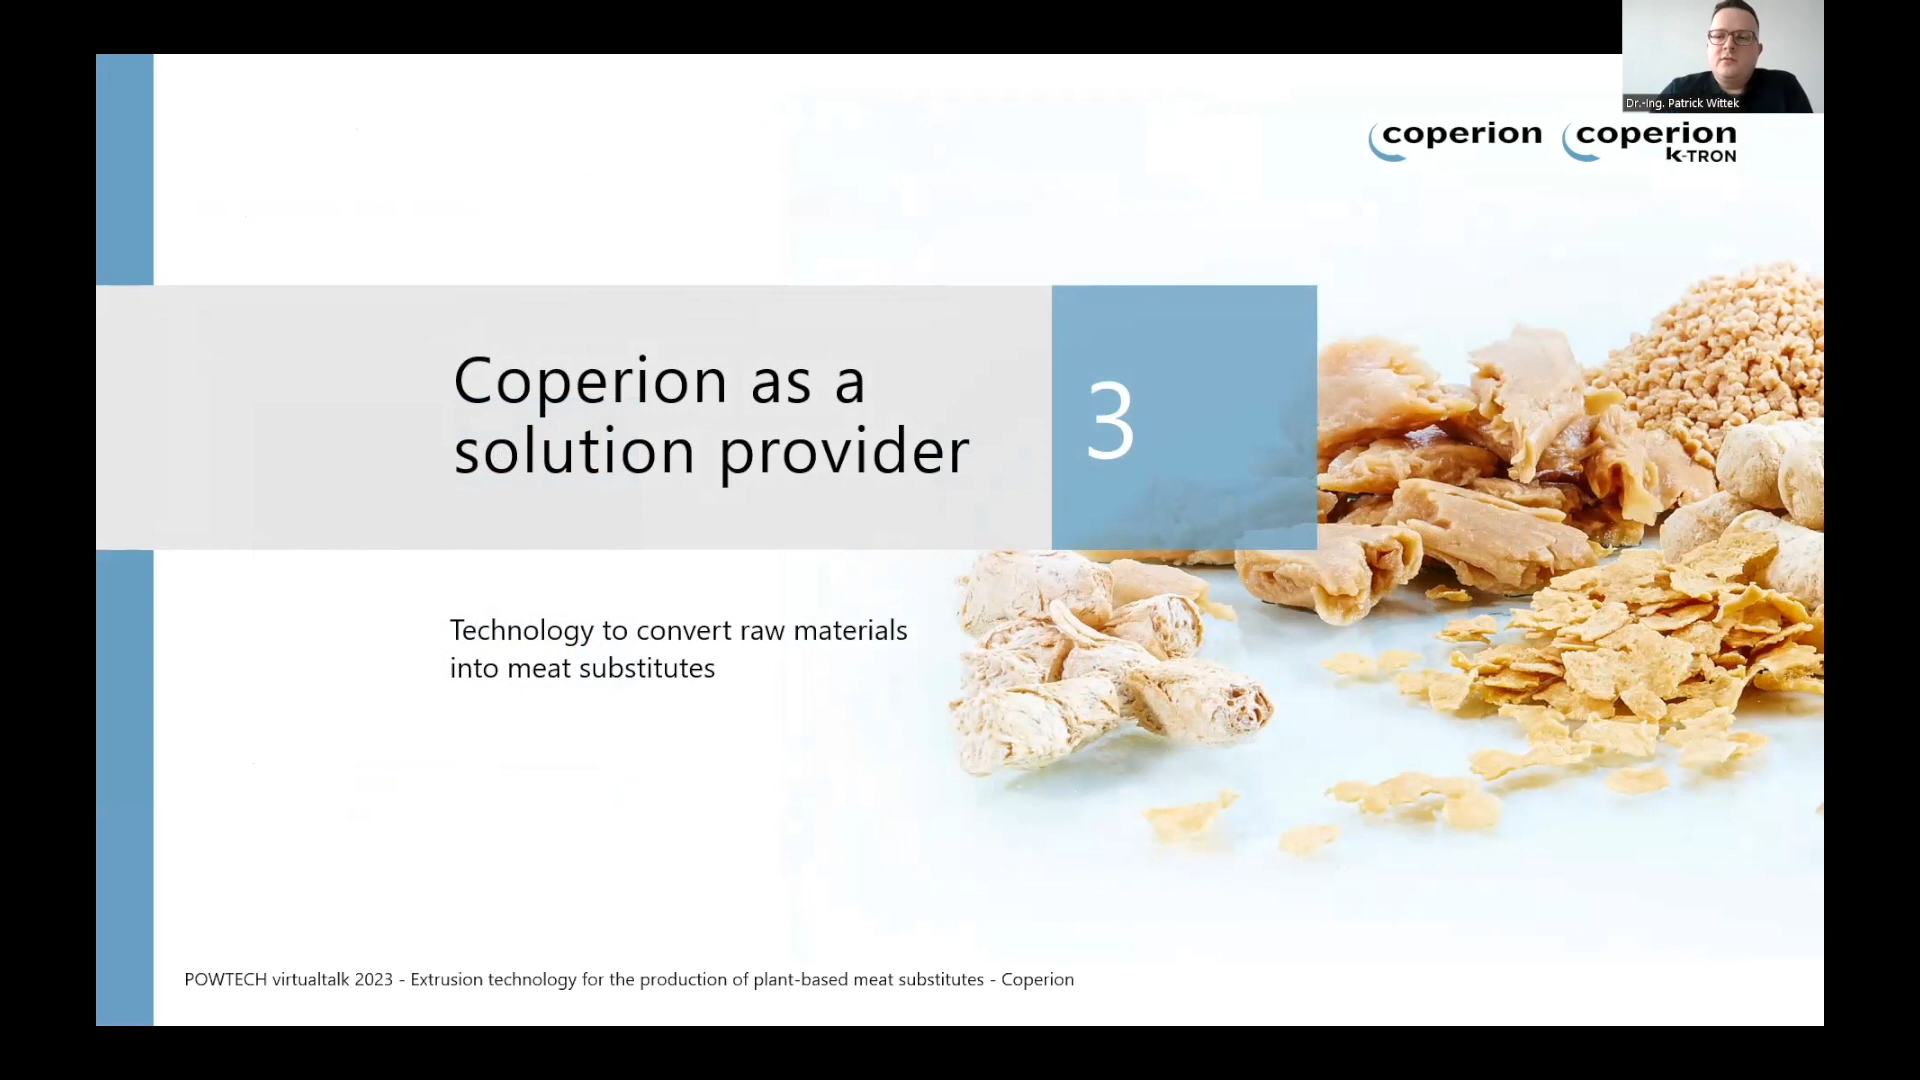 Dr.-Ing. Patrick Wittek
coperion coperion
k-TRON
Coperion as a
solution provider
3
Technology to convert raw materials
into meat substitutes
POWTECH virtualtalk 2023 - Extrusion technology for the production of plant-based meat substitutes - Coperion